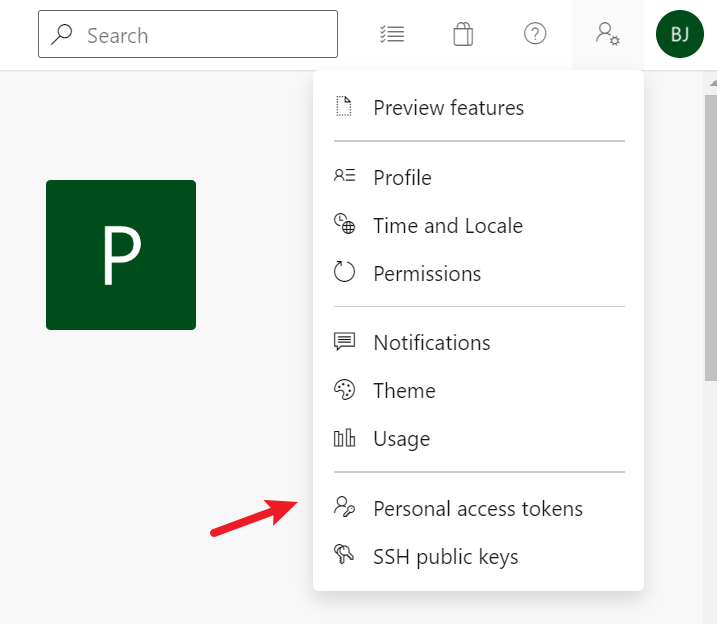 Search
BJ
Preview features
P
Profile
Time and Locale
Permissions
Notifications
Theme
Usage
Personal access tokens
SSH public keys